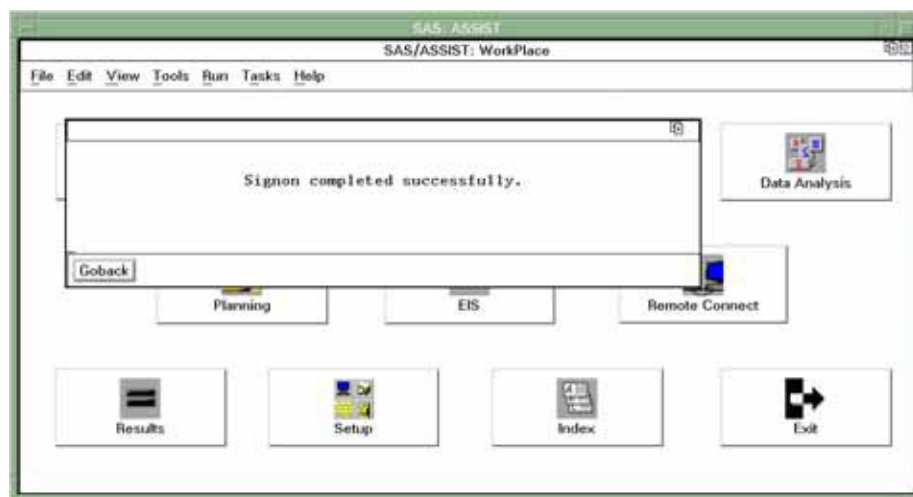 SAS: ASSIST
SAS/ASSIST: WorkPlace
File Edit View Tools Run Tasks Help
Signon completed successfully.
Data Analysis
Goback
Planning
EIS
Remote Connect
Results
Setup
Index
Exit